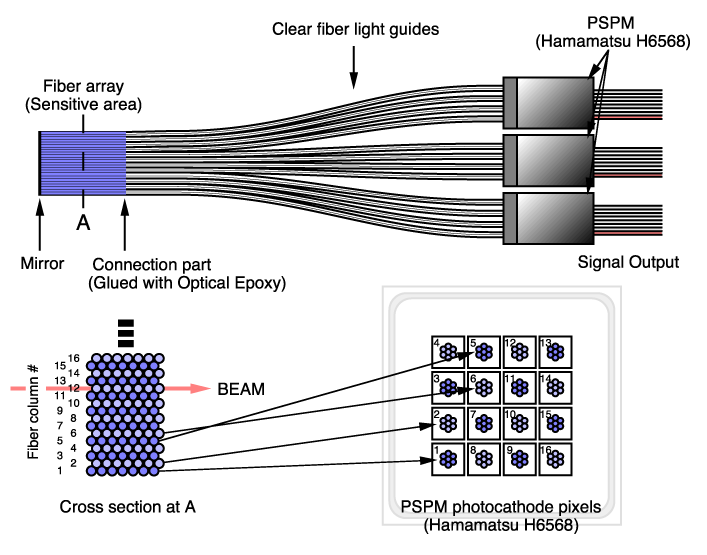 Clear fiber light guides
PSPM
(Hamamatsu H6568)
Fiber array
(Sensitive area)
A
Mirror
Connection part
(Glued with Optical Epoxy)
Signal Output
Fiber column #
16
15
14
13
12
11
10
9
8
7
6
5
4
3
2
1
BEAM
4 5 12 13
3 6 11 14
2 7 10 15
1 8 9 16
Cross section at A
PSPM photocathode pixels
(Hamamatsu H6568)